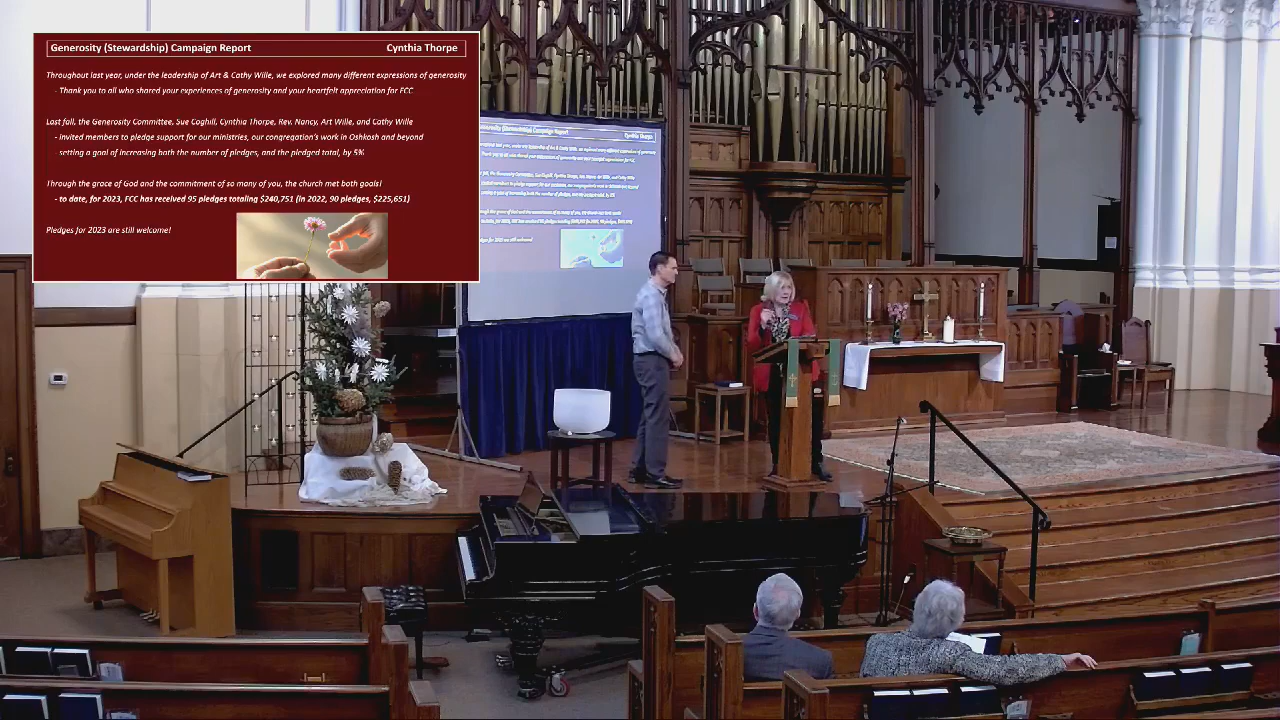 Generosity (Stewardship) Campaign Report Cynthia Thorpe
Throughout last year, under the leadership of Art & Cathy Wille, we explored many different expressions of generosity
- Thank you to all who shared your experiences of generosity and your heartfelt appreciation for FCC
Last fall, the Generosity Committee, Sue Coghill, Cynthia Thorpe, Rev. Nancy, Art Wille, and Cathy Wille
- invited members to pledge support for our ministries, our congregation's work in Oshkosh and beyond
- setting a goal of increasing both the number of pledges, and the pledged total, by 5%
Through the grace of God and the commitment of so many of you, the church met both goals!
- to date, for 2023, FCC has received 95 pledges totaling $240,751 (in 2022, 90 pledges, $225,651)
Pledges for 2023 are still welcome!